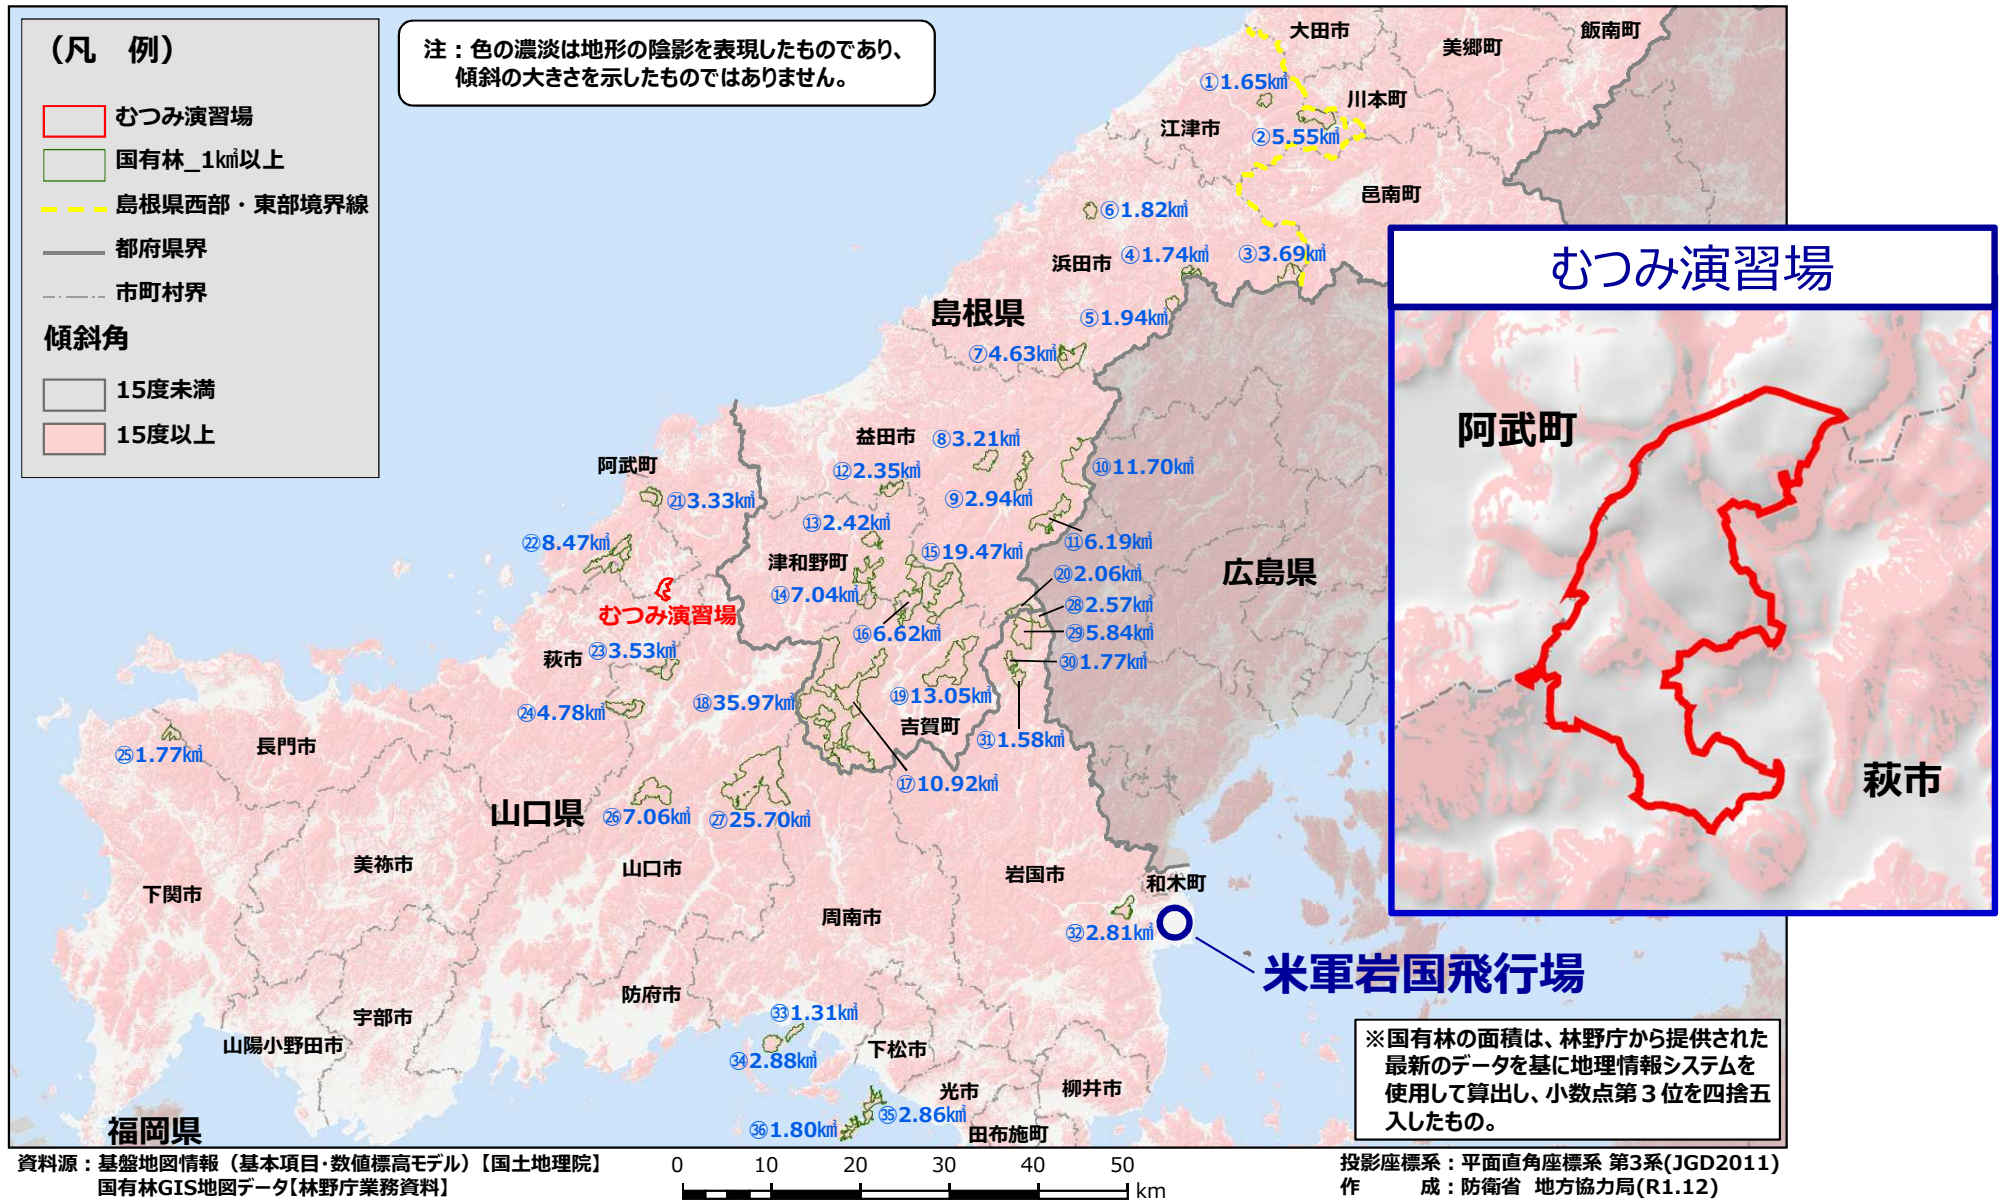 （凡　例）
むつみ演習場
国有林_1㎢以上
島根県西部・東部境界線
都府県界
市町村界
傾斜角
15度未満
15度以上
注：色の濃淡は地形の陰影を表現したものであり、
傾斜の大きさを示したものではありません。
大田市
美郷町
飯南町
①1.65㎢
川本町
江津市
②5.55㎢
邑南町
⑥1.82㎢
浜田市
④1.74㎢
③3.69㎢
島根県
⑤1.94㎢
⑦4.63㎢
益田市
⑧3.21㎢
⑫2.35㎢
⑩11.70㎢
⑨2.94㎢
阿武町
㉑3.33㎢
⑬2.42㎢
㉒8.47㎢
⑮19.47㎢
⑪6.19㎢
津和野町
⑳2.06㎢
広島県
⑭7.04㎢
㉘2.57㎢
むつみ演習場
⑯6.62㎢
㉙5.84㎢
萩市
㉓3.53㎢
㉚1.77㎢
⑱35.97㎢
⑲13.05㎢
㉔4.78㎢
吉賀町
㉛1.58㎢
長門市
㉕1.77㎢
⑰10.92㎢
山口県
㉖7.06㎢
㉗25.70㎢
美祢市
山口市
岩国市
和木町
下関市
周南市
㉜2.81㎢
米軍岩国飛行場
防府市
宇部市
㉝1.31㎢
山陽小野田市
㉞2.88㎢
下松市
光市
柳井市
㉟2.86㎢
㊱1.80㎢
田布施町
福岡県
むつみ演習場
阿武町
萩市
※国有林の面積は、林野庁から提供された
最新のデータを基に地理情報システムを
使用して算出し、小数点第３位を四捨五
入したもの。
資料源：基盤地図情報（基本項目・数値標高モデル）【国土地理院】
国有林GIS地図データ【林野庁業務資料】
0 10 20 30 40 50
km
投影座標系：平面直角座標系 第3系(JGD2011)
作　　成：防衛省 地方協力局(R1.12)